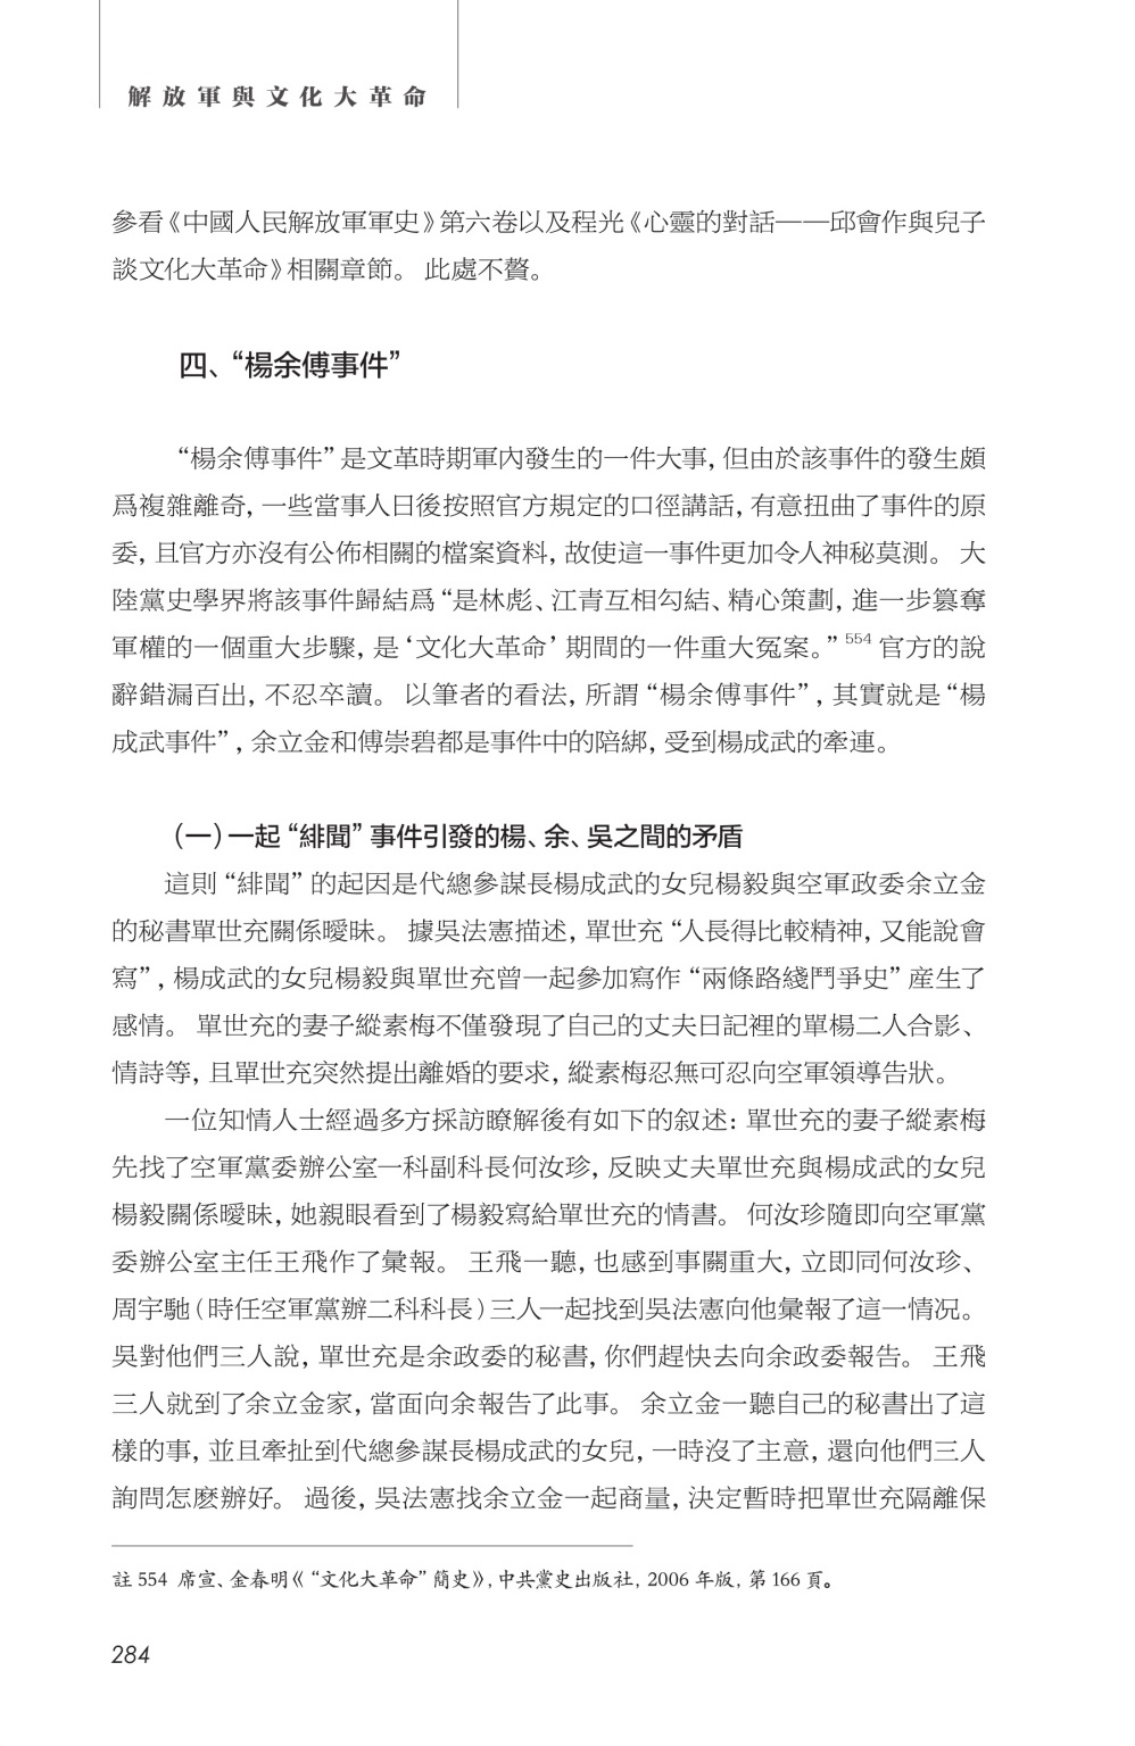 解放軍與文化大革命
參看《中國人民解放軍軍史》第六卷以及程光《心靈的對話——邱會作與兒子
談文化大革命》相關章節。 此處不贅。
四、“楊余傅事件”
“楊余傅事件”是文革時期軍內發生的一件大事, 但由於該事件的發生頗
爲複雜離奇, 一些當事人日後按照官方規定的口徑講話, 有意扭曲了事件的原
委, 且官方亦沒有公佈相關的檔案資料, 故使這一事件更加令人神秘莫測。 大
陸黨史學界將該事件歸結爲“是林彪、江青互相勾結、精心策劃, 進一步篡奪
軍權的一個重大步驟, 是‘文化大革命’期間的一件重大冤案。”554 官方的說
辭錯漏百出, 不忍卒讀。 以筆者的看法, 所謂“楊余傅事件”, 其實就是“楊
成武事件”, 余立金和傅崇碧都是事件中的陪綁, 受到楊成武的牽連。
(一)一起“緋聞”事件引發的楊、余、吳之間的矛盾
這則“緋聞”的起因是代總參謀長楊成武的女兒楊毅與空軍政委余立金
的秘書單世充關係曖昧。 據吳法憲描述, 單世充“人長得比較精神, 又能說會
寫”, 楊成武的女兒楊毅與單世充曾一起參加寫作“兩條路綫鬥爭史”産生了
感情。 單世充的妻子縱素梅不僅發現了自己的丈夫日記裡的單楊二人合影、
情詩等, 且單世充突然提出離婚的要求, 縱素梅忍無可忍向空軍領導告狀。
一位知情人士經過多方採訪瞭解後有如下的叙述: 單世充的妻子縱素梅
先找了空軍黨委辦公室一科副科長何汝珍, 反映丈夫單世充與楊成武的女兒
楊毅關係曖昧, 她親眼看到了楊毅寫給單世充的情書。 何汝珍隨即向空軍黨
委辦公室主任王飛作了彙報。 王飛一聽, 也感到事關重大, 立即同何汝珍、
周宇馳(時任空軍黨辦二科科長)三人一起找到吳法憲向他彙報了這一情況。
吳對他們三人說, 單世充是余政委的秘書, 你們趕快去向余政委報告。 王飛
三人就到了余立金家, 當面向余報告了此事。 余立金一聽自己的秘書出了這
樣的事, 並且牽扯到代總參謀長楊成武的女兒, 一時沒了主意, 還向他們三人
詢問怎麽辦好。 過後, 吳法憲找余立金一起商量, 決定暫時把單世充隔離保
註 554 席宣、金春明《“文化大革命”簡史》, 中共黨史出版社, 2006 年版, 第 166 頁。
284